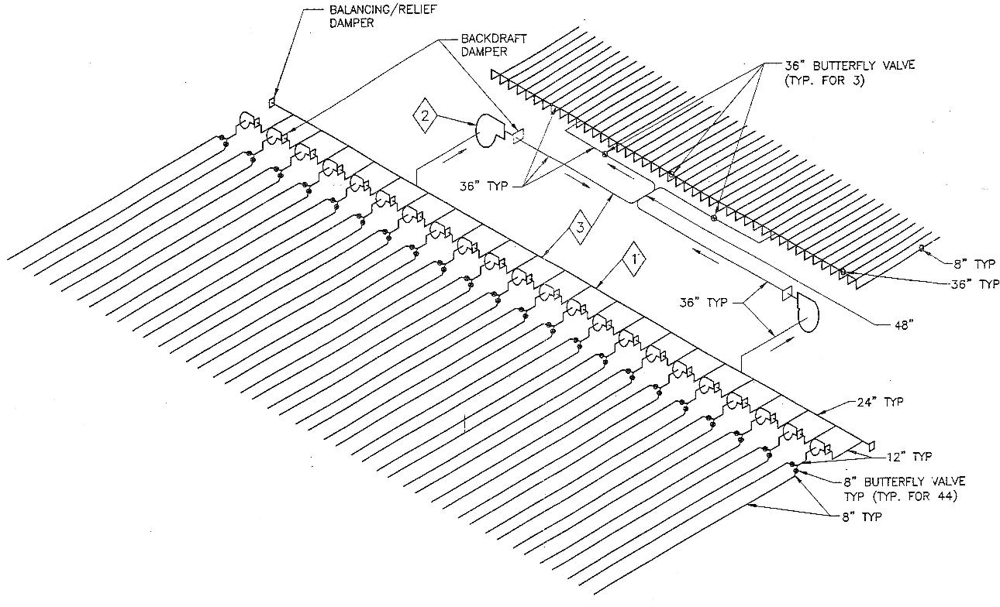 BALANCING/RELIEF
DAMPER
BACKDRAFT
DAMPER
36" BUTTERFLY VALVE
(TYP. FOR 3)
2
36" TYP
3
1
8" TYP
36" TYP
36" TYP
48"
24" TYP
12" TYP
8" BUTTERFLY VALVE
TYP (TYP. FOR 44)
8" TYP